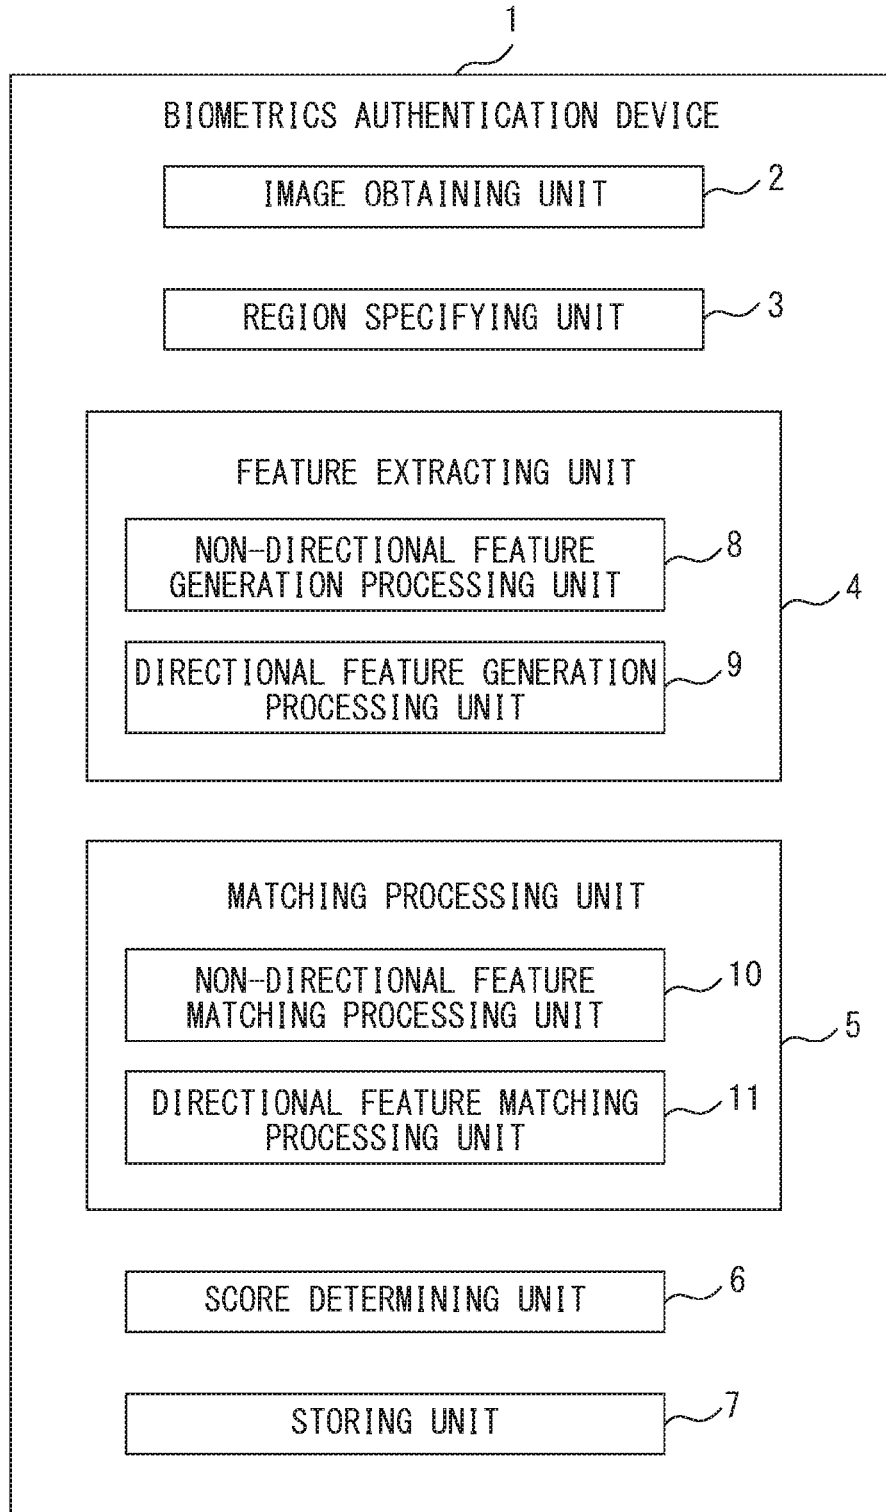 1
BIOMETRICS AUTHENTICATION DEVICE
IMAGE OBTAINING UNIT
2
REGION SPECIFYING UNIT
3
FEATURE EXTRACTING UNIT
NON-DIRECTIONAL FEATURE
GENERATION PROCESSING UNIT
8
4
DIRECTIONAL FEATURE GENERATION
PROCESSING UNIT
9
MATCHING PROCESSING UNIT
NON-DIRECTIONAL FEATURE
MATCHING PROCESSING UNIT
10
5
DIRECTIONAL FEATURE MATCHING
PROCESSING UNIT
11
SCORE DETERMINING UNIT
6
STORING UNIT
7